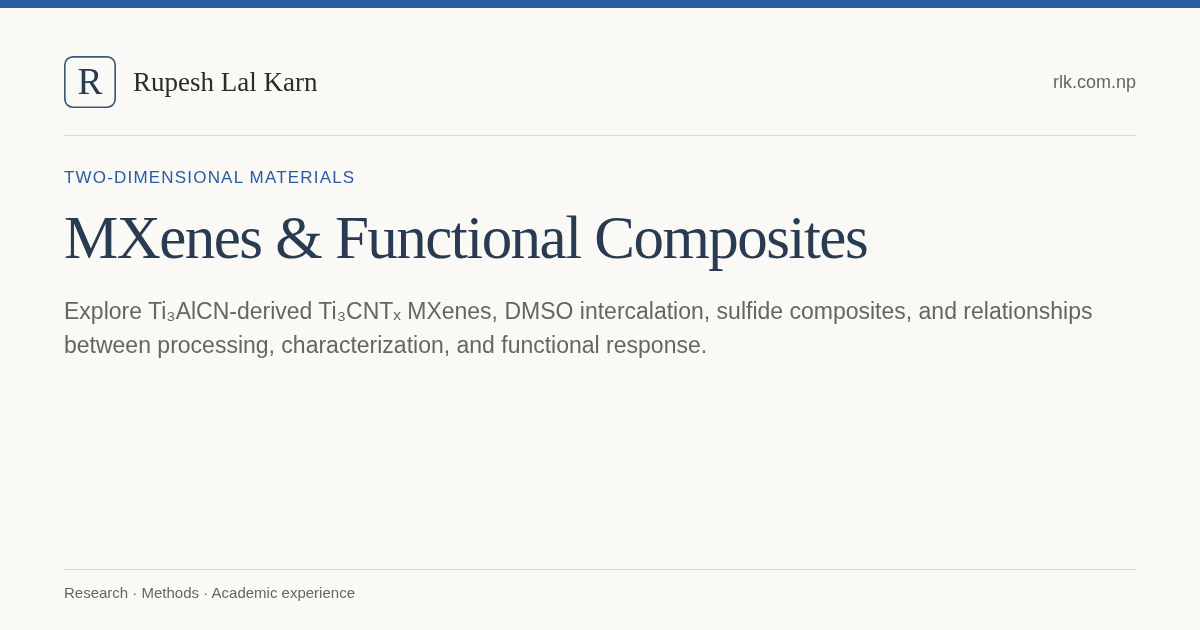 R
Rupesh Lal Karn
rlk.com.np
TWO-DIMENSIONAL MATERIALS
MXenes & Functional Composites
Explore Ti₃AlCN-derived Ti₃CNTₓ MXenes, DMSO intercalation, sulfide composites, and relationships
between processing, characterization, and functional response.
Research · Methods · Academic experience